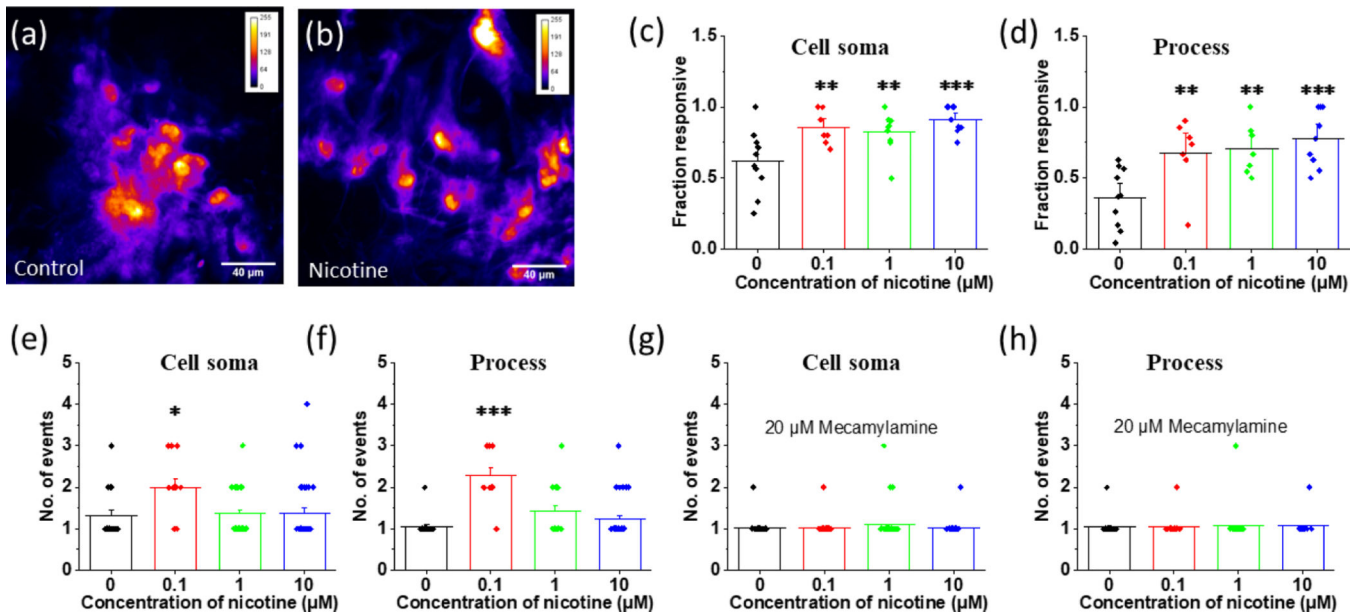 (a)
255
191
128
64
0
Control
40 µm
(b)
255
191
128
64
0
Nicotine
40 µm
(c)
Cell soma
Fraction responsive
1.5
1.0
0.5
0.0
** ** ***
0 0.1 1 10
Concentration of nicotine (µM)
(d)
Process
Fraction responsive
1.5
1.0
0.5
0.0
** ** ***
0 0.1 1 10
Concentration of nicotine (µM)
(e)
Cell soma
No. of events
5
4
3
2
1
0
*
0 0.1 1 10
Concentration of nicotine (µM)
(f)
Process
No. of events
5
4
3
2
1
0
***
0 0.1 1 10
Concentration of nicotine (µM)
(g)
Cell soma
20 µM Mecamylamine
No. of events
5
4
3
2
1
0
0 0.1 1 10
Concentration of nicotine (µM)
(h)
Process
20 µM Mecamylamine
No. of events
5
4
3
2
1
0
0 0.1 1 10
Concentration of nicotine (µM)